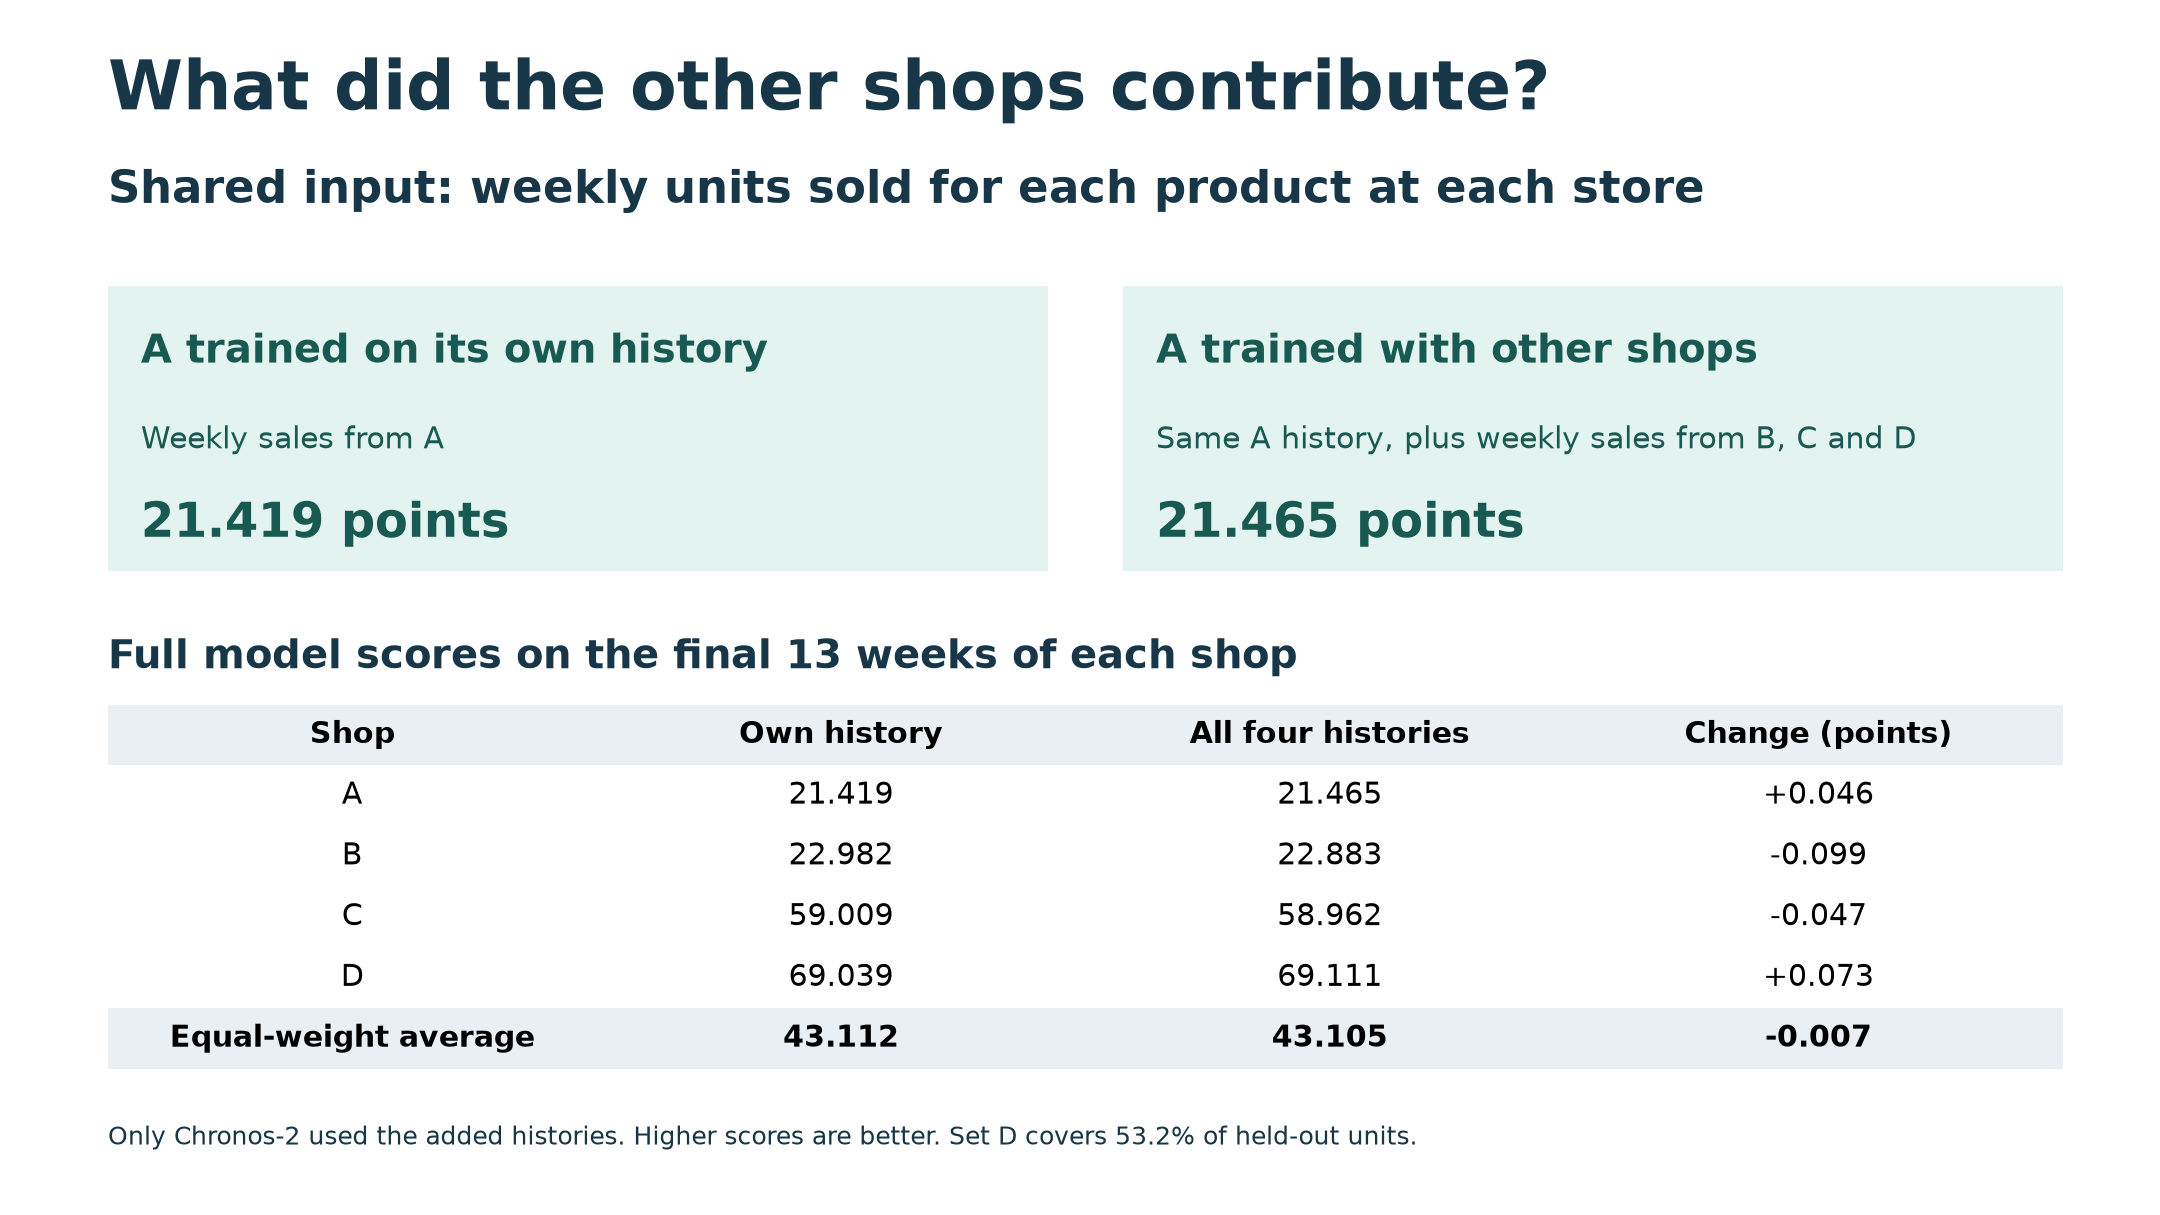 What did the other shops contribute?
Shared input: weekly units sold for each product at each store
A trained on its own history
Weekly sales from A
21.419 points
A trained with other shops
Same A history, plus weekly sales from B, C and D
21.465 points
Full model scores on the final 13 weeks of each shop
Shop Own history All four histories Change (points)
A 21.419 21.465 +0.046
B 22.982 22.883 -0.099
C 59.009 58.962 -0.047
D 69.039 69.111 +0.073
Equal-weight average 43.112 43.105 -0.007
Only Chronos-2 used the added histories. Higher scores are better. Set D covers 53.2% of held-out units.